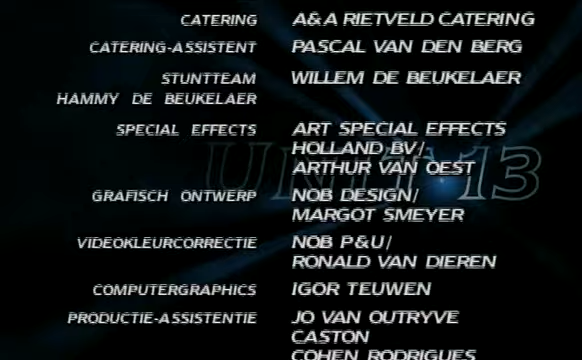 CATERING A&A RIETVELD CATERING
CATERING-ASSISTENT PASCAL VAN DEN BERG
STUNTTEAM WILLEM DE BEUKELAER
HAMMY DE BEUKELAER
SPECIAL EFFECTS ART SPECIAL EFFECTS
HOLLAND BV/
ARTHUR VAN OEST
UNIT 13
GRAFISCH ONTWERP NOB DESIGN/
MARGOT SMEYER
VIDEOKLEURCORRECTIE NOB P&U/
RONALD VAN DIEREN
COMPUTERGRAPHICS IGOR TEUWEN
PRODUCTIE-ASSISTENTIE JO VAN OUTRYVE
CASTON
COHEN RODRIGUES